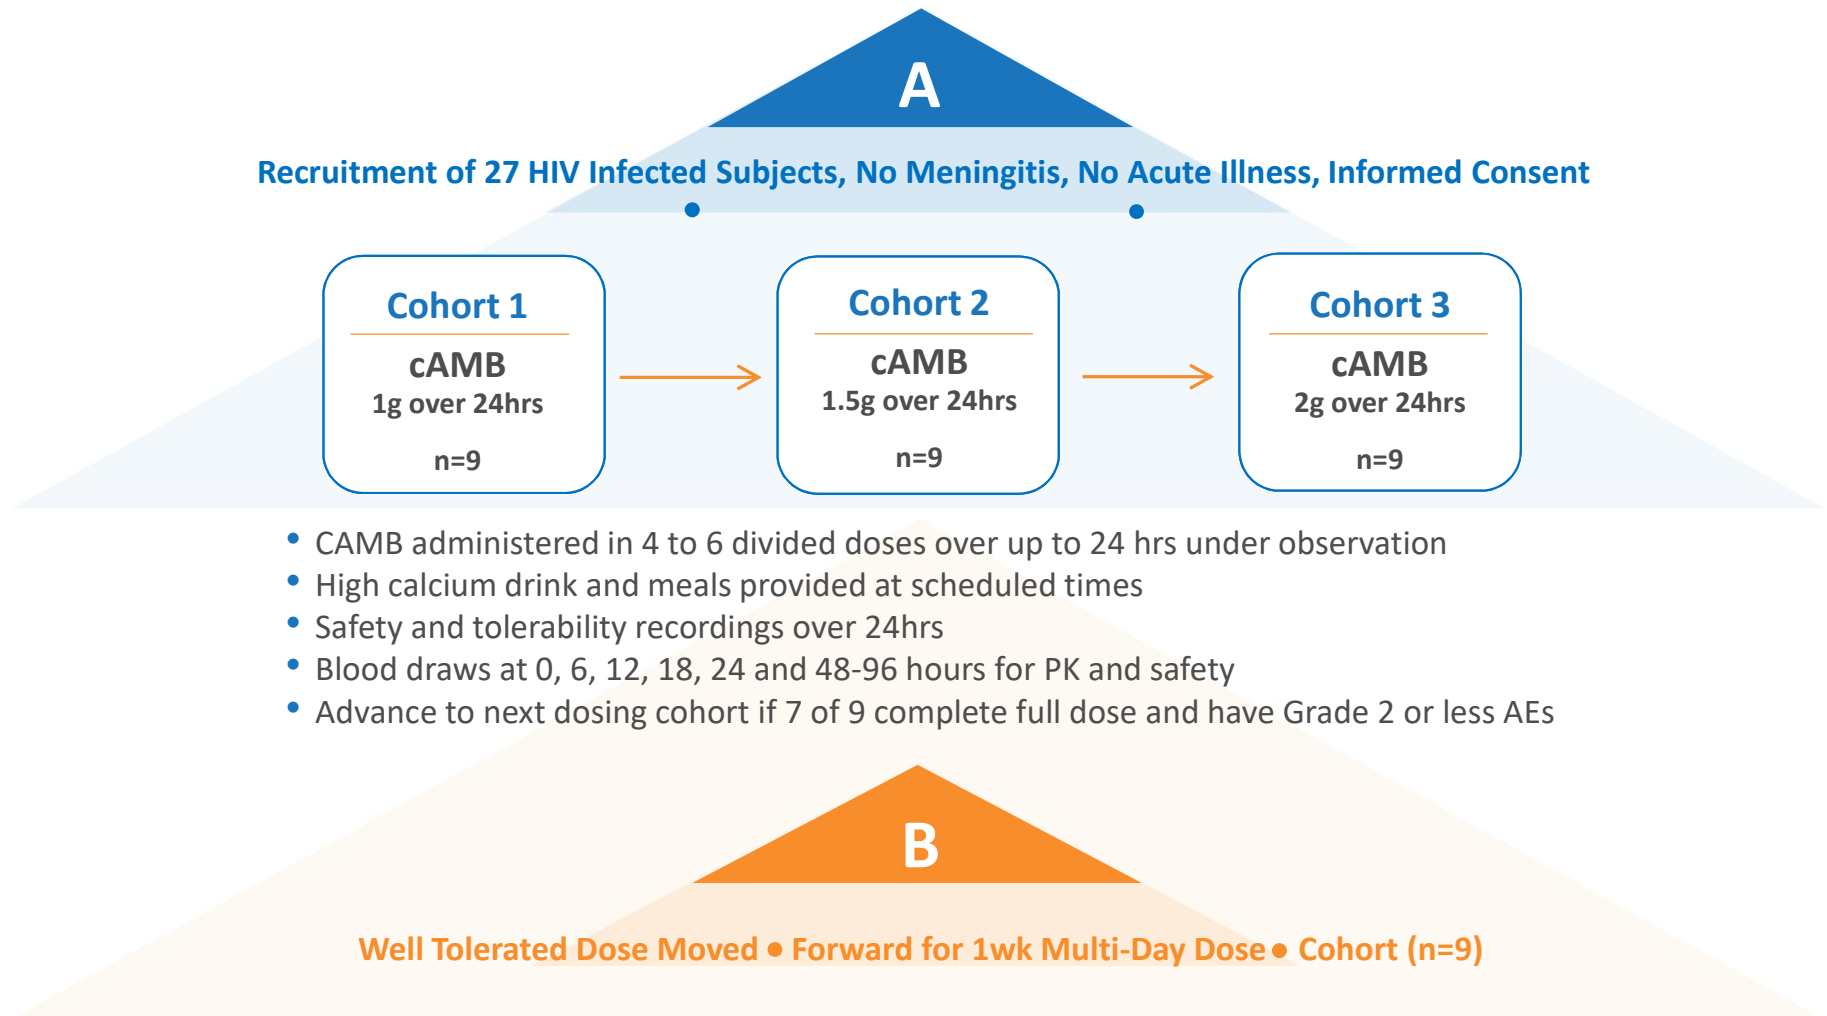 A
Recruitment of 27 HIV Infected Subjects, No Meningitis, No Acute Illness, Informed Consent
Cohort 1
cAMB
1g over 24hrs
n=9
Cohort 2
cAMB
1.5g over 24hrs
n=9
Cohort 3
cAMB
2g over 24hrs
n=9
• CAMB administered in 4 to 6 divided doses over up to 24 hrs under observation
• High calcium drink and meals provided at scheduled times
• Safety and tolerability recordings over 24hrs
• Blood draws at 0, 6, 12, 18, 24 and 48-96 hours for PK and safety
• Advance to next dosing cohort if 7 of 9 complete full dose and have Grade 2 or less AEs
B
Well Tolerated Dose Moved • Forward for 1wk Multi-Day Dose • Cohort (n=9)